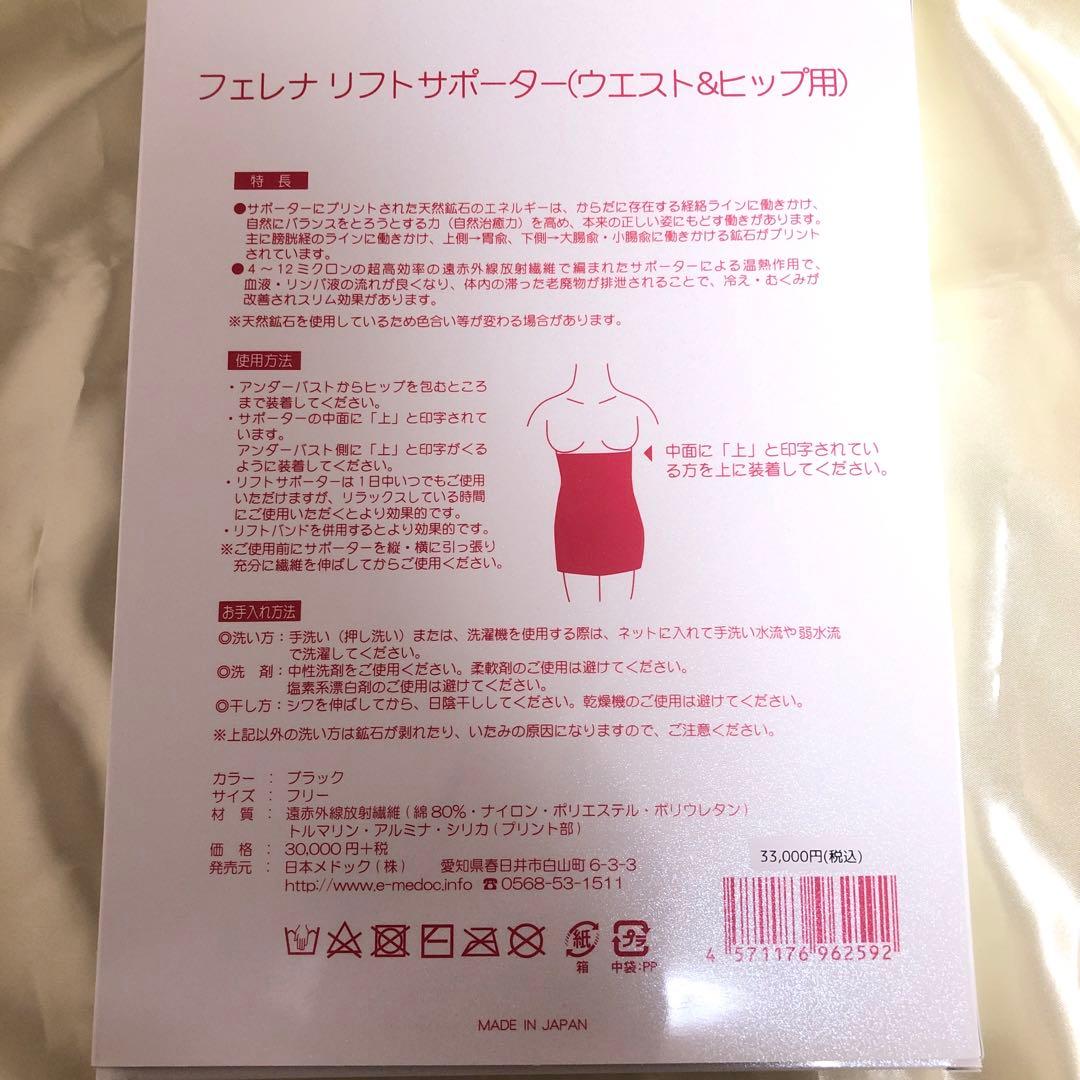 フェレナ リフトサポーター(ウエスト&ヒップ用)
特 長
●サポーターにプリントされた天然鉱石のエネルギーは、からだに存在する経絡ラインに働きかけ、
自然にバランスをとろうとする力（自然治癒力）を高め、本来の正しい姿にもどす働きがあります。
主に膀胱経のラインに働きかけ、上側→胃兪、下側→大腸兪・小腸兪に働きかける鉱石がプリント
されています。
●4～12ミクロンの超高効率の遠赤外線放射繊維で編まれたサポーターによる温熱作用で、
血液・リンパ液の流れが良くなり、体内の滞った老廃物が排泄されることで、冷え・むくみが
改善されスリム効果があります。
※天然鉱石を使用しているため色合い等が変わる場合があります。
使用方法
・アンダーバストからヒップを包むところ
まで装着してください。
・サポーターの中面に「上」と印字されて
います。
アンダーバスト側に「上」と印字がくる
ように装着してください。
・リフトサポーターは1日中いつでもご使用
いただけますが、リラックスしている時間
にご使用いただくとより効果的です。
・リフトバンドを併用するとより効果的です。
※ご使用前にサポーターを縦・横に引っ張り
充分に繊維を伸ばしてからご使用ください。
中面に「上」と印字されてい
る方を上に装着してください。
お手入れ方法
◎洗い方：手洗い（押し洗い）または、洗濯機を使用する際は、ネットに入れて手洗い水流や弱水流
で洗濯してください。
◎洗 剤：中性洗剤をご使用ください。柔軟剤のご使用は避けてください。
塩素系漂白剤のご使用は避けてください。
◎干し方：シワを伸ばしてから、日陰干ししてください。乾燥機のご使用は避けてください。
※上記以外の洗い方は鉱石が剥れたり、いたみの原因になりますので、ご注意ください。
カラー ： ブラック
サイズ ： フリー
材 質 ： 遠赤外線放射繊維(綿80%・ナイロン・ポリエステル・ポリウレタン)
トルマリン・アルミナ・シリカ(プリント部)
価 格 ： 30,000円+税
発売元 ： 日本メドック(株) 愛知県春日井市白山町6-3-3
http://www.e-medoc.info ☎0568-53-1511
33,000円(税込)
4 571176 962592
紙 プラ
箱 中袋:PP
MADE IN JAPAN